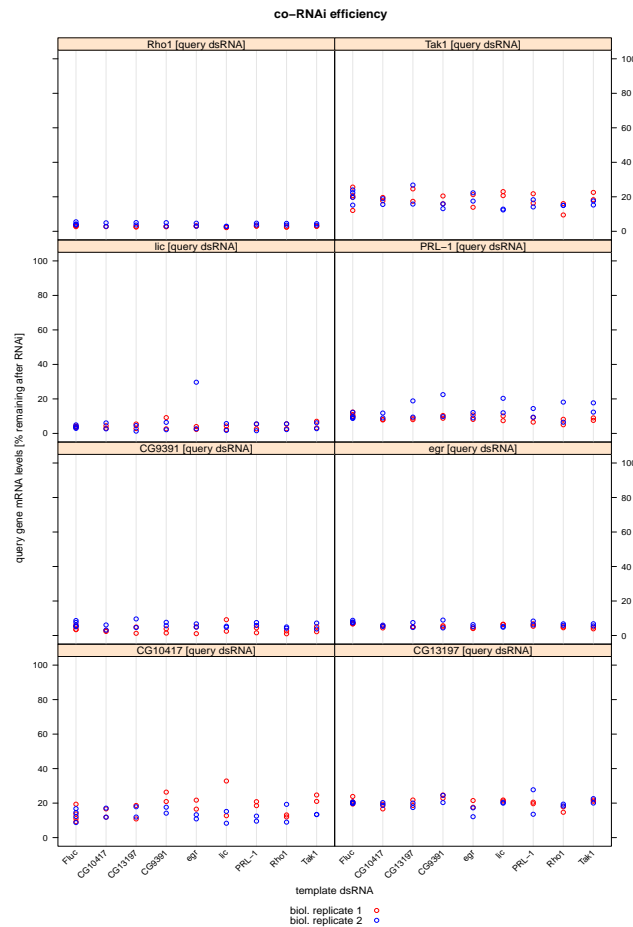 co−RNAi efficiency
Rho1 [query dsRNA]
Tak1 [query dsRNA]
100
80
60
40
20
0
lic [query dsRNA]
PRL−1 [query dsRNA]
100
80
60
40
20
0
CG9391 [query dsRNA]
egr [query dsRNA]
100
80
60
40
20
0
CG10417 [query dsRNA]
CG13197 [query dsRNA]
100
80
60
40
20
0
query gene mRNA levels [% remaining after RNAi]
Fluc
CG10417
CG13197
CG9391
egr
lic
PRL−1
Rho1
Tak1
Fluc
CG10417
CG13197
CG9391
egr
lic
PRL−1
Rho1
Tak1
template dsRNA
biol. replicate 1
biol. replicate 2